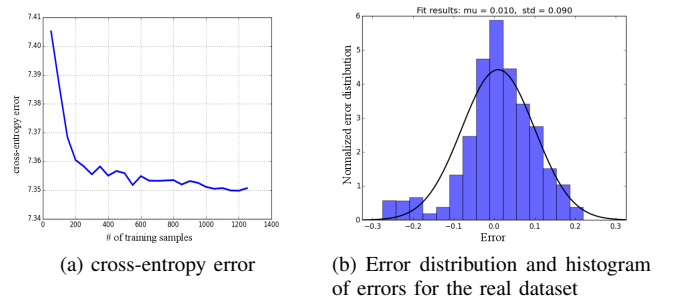 7.41
7.40
7.39
7.38
7.37
7.36
7.35
7.34
cross-entropy error
0 200 400 600 800 1000 1200 1400
# of training samples
(a) cross-entropy error
Fit results: mu = 0.010, std = 0.090
6
5
4
3
2
1
0
Normalized error distribution
−0.3 −0.2 −0.1 0.0 0.1 0.2 0.3
Error
(b) Error distribution and histogram
of errors for the real dataset